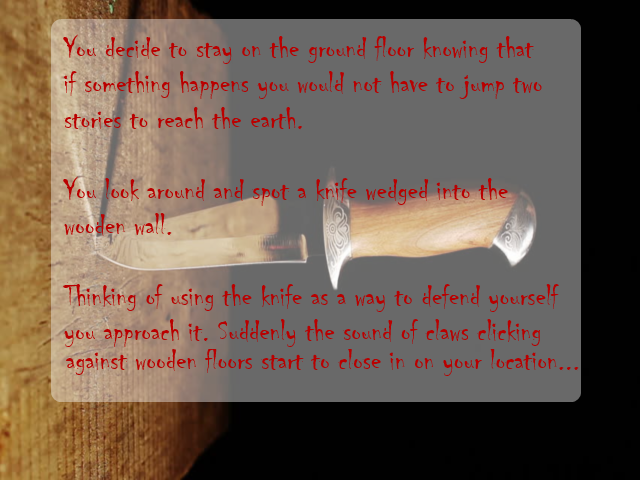 You decide to stay on the ground floor knowing that
if something happens you would not have to jump two
stories to reach the earth.
You look around and spot a knife wedged into the
wooden wall.
Thinking of using the knife as a way to defend yourself
you approach it. Suddenly the sound of claws clicking
against wooden floors start to close in on your location...